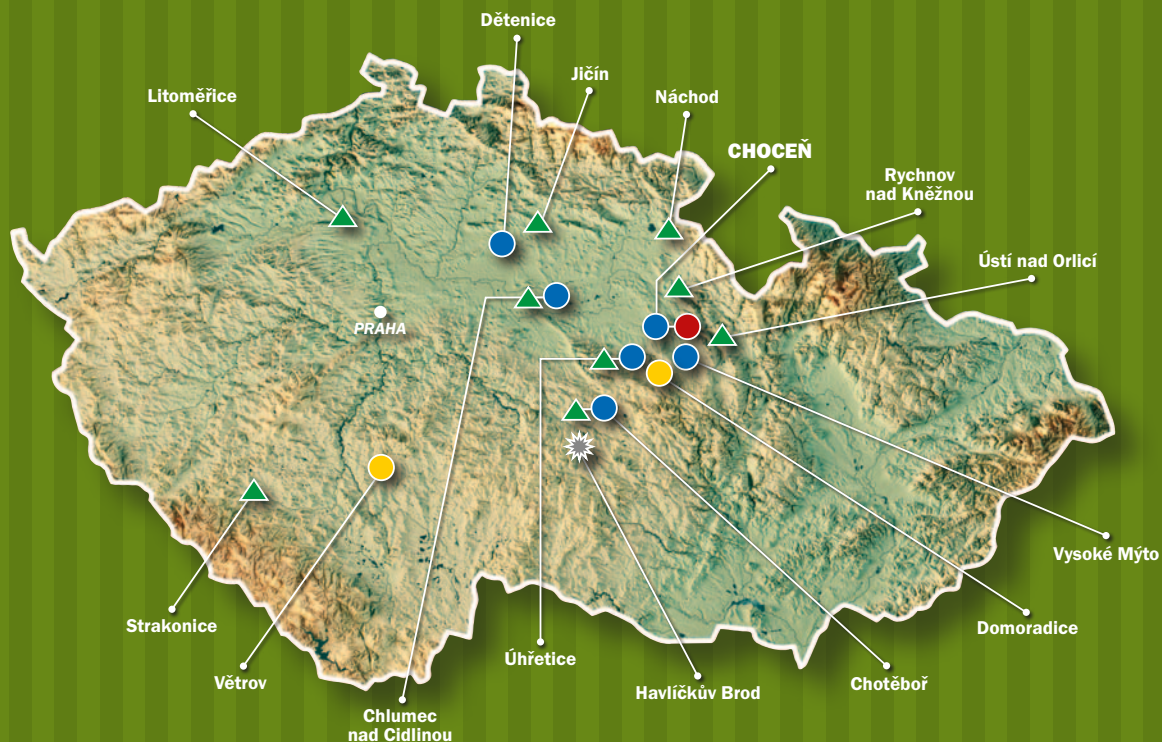 Dětenice
Jičín
Litoměřice
Náchod
CHOCEŇ
Rychnov
nad Kněžnou
Ústí nad Orlicí
PRAHA
Vysoké Mýto
Strakonice
Domoradice
Úhřetice
Větrov
Chotěboř
Havlíčkův Brod
Chlumec
nad Cidlinou